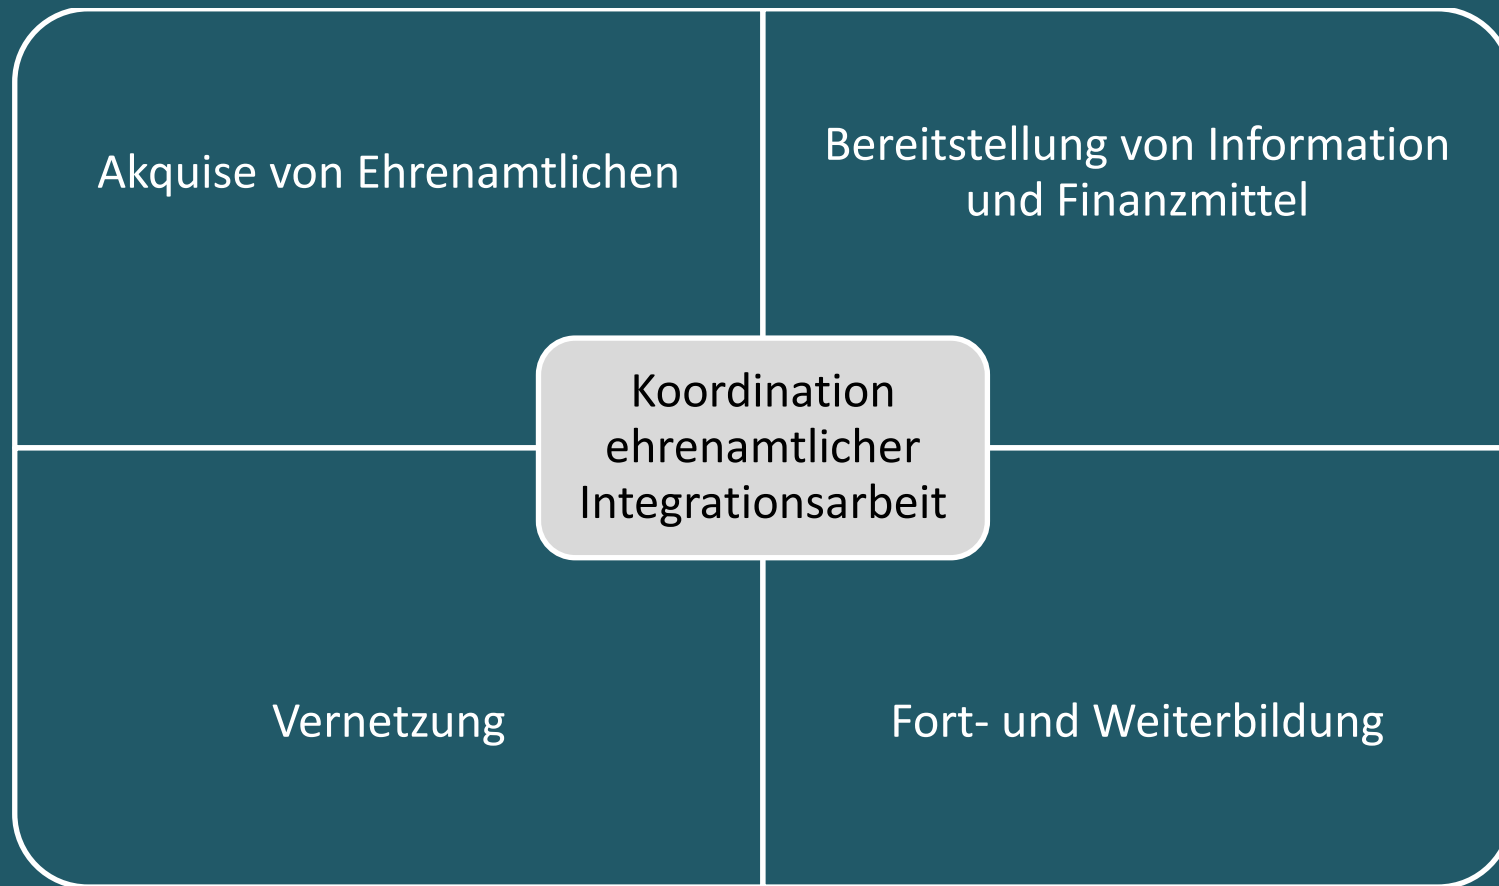 Akquise von Ehrenamtlichen
Bereitstellung von Information
und Finanzmittel
Koordination
ehrenamtlicher
Integrationsarbeit
Vernetzung
Fort- und Weiterbildung